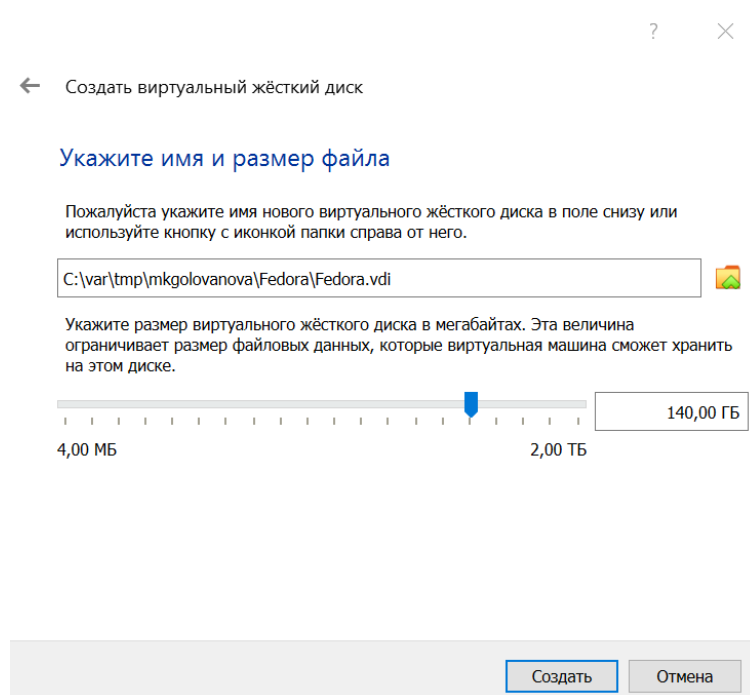 ?
Создать виртуальный жёсткий диск
Укажите имя и размер файла
Пожалуйста укажите имя нового виртуального жёсткого диска в поле снизу или
используйте кнопку с иконкой папки справа от него.
C:\var\tmp\mkgolovanova\Fedora\Fedora.vdi
Укажите размер виртуального жёсткого диска в мегабайтах. Эта величина
ограничивает размер файловых данных, которые виртуальная машина сможет хранить
на этом диске.
140,00 ГБ
4,00 МБ 2,00 ТБ
Создать Отмена